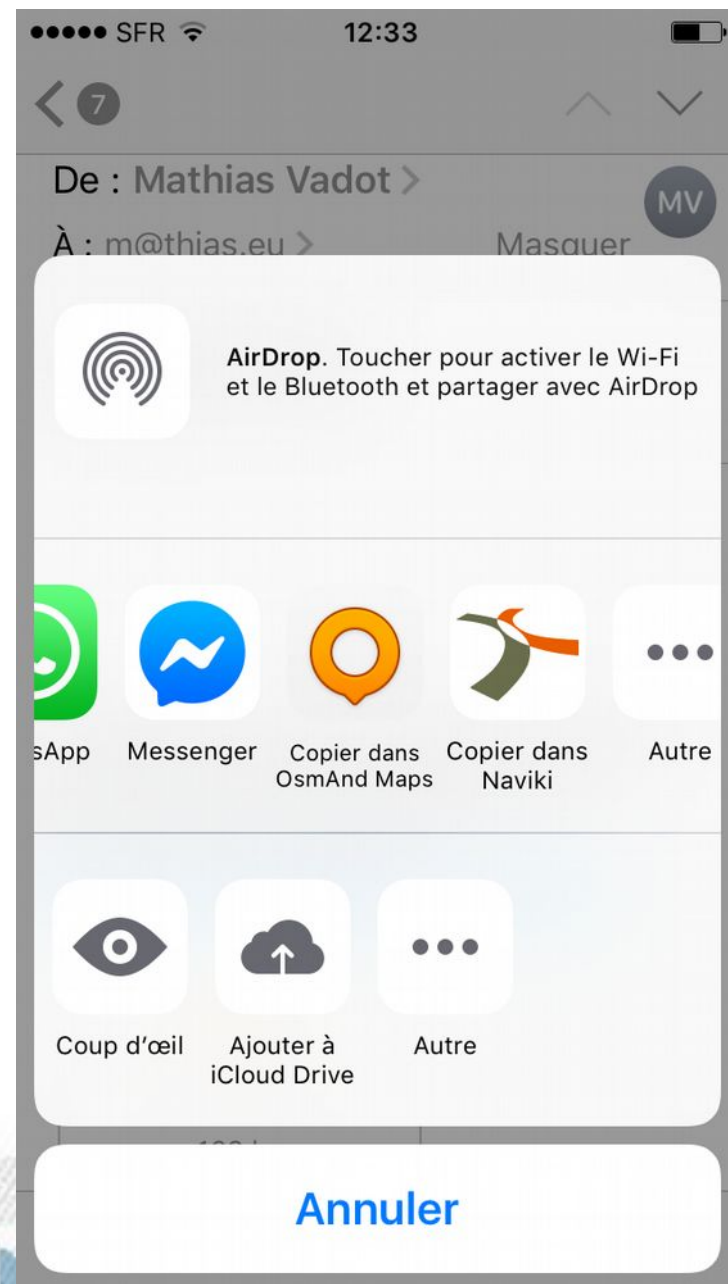 SFR 12:33
7
De : Mathias Vadot
À : m@thias.eu Masquer
MV
AirDrop. Toucher pour activer le Wi-Fi
et le Bluetooth et partager avec AirDrop
sApp Messenger Copier dans Copier dans Autre
OsmAnd Maps Naviki
Coup d'œil Ajouter à Autre
iCloud Drive
Annuler